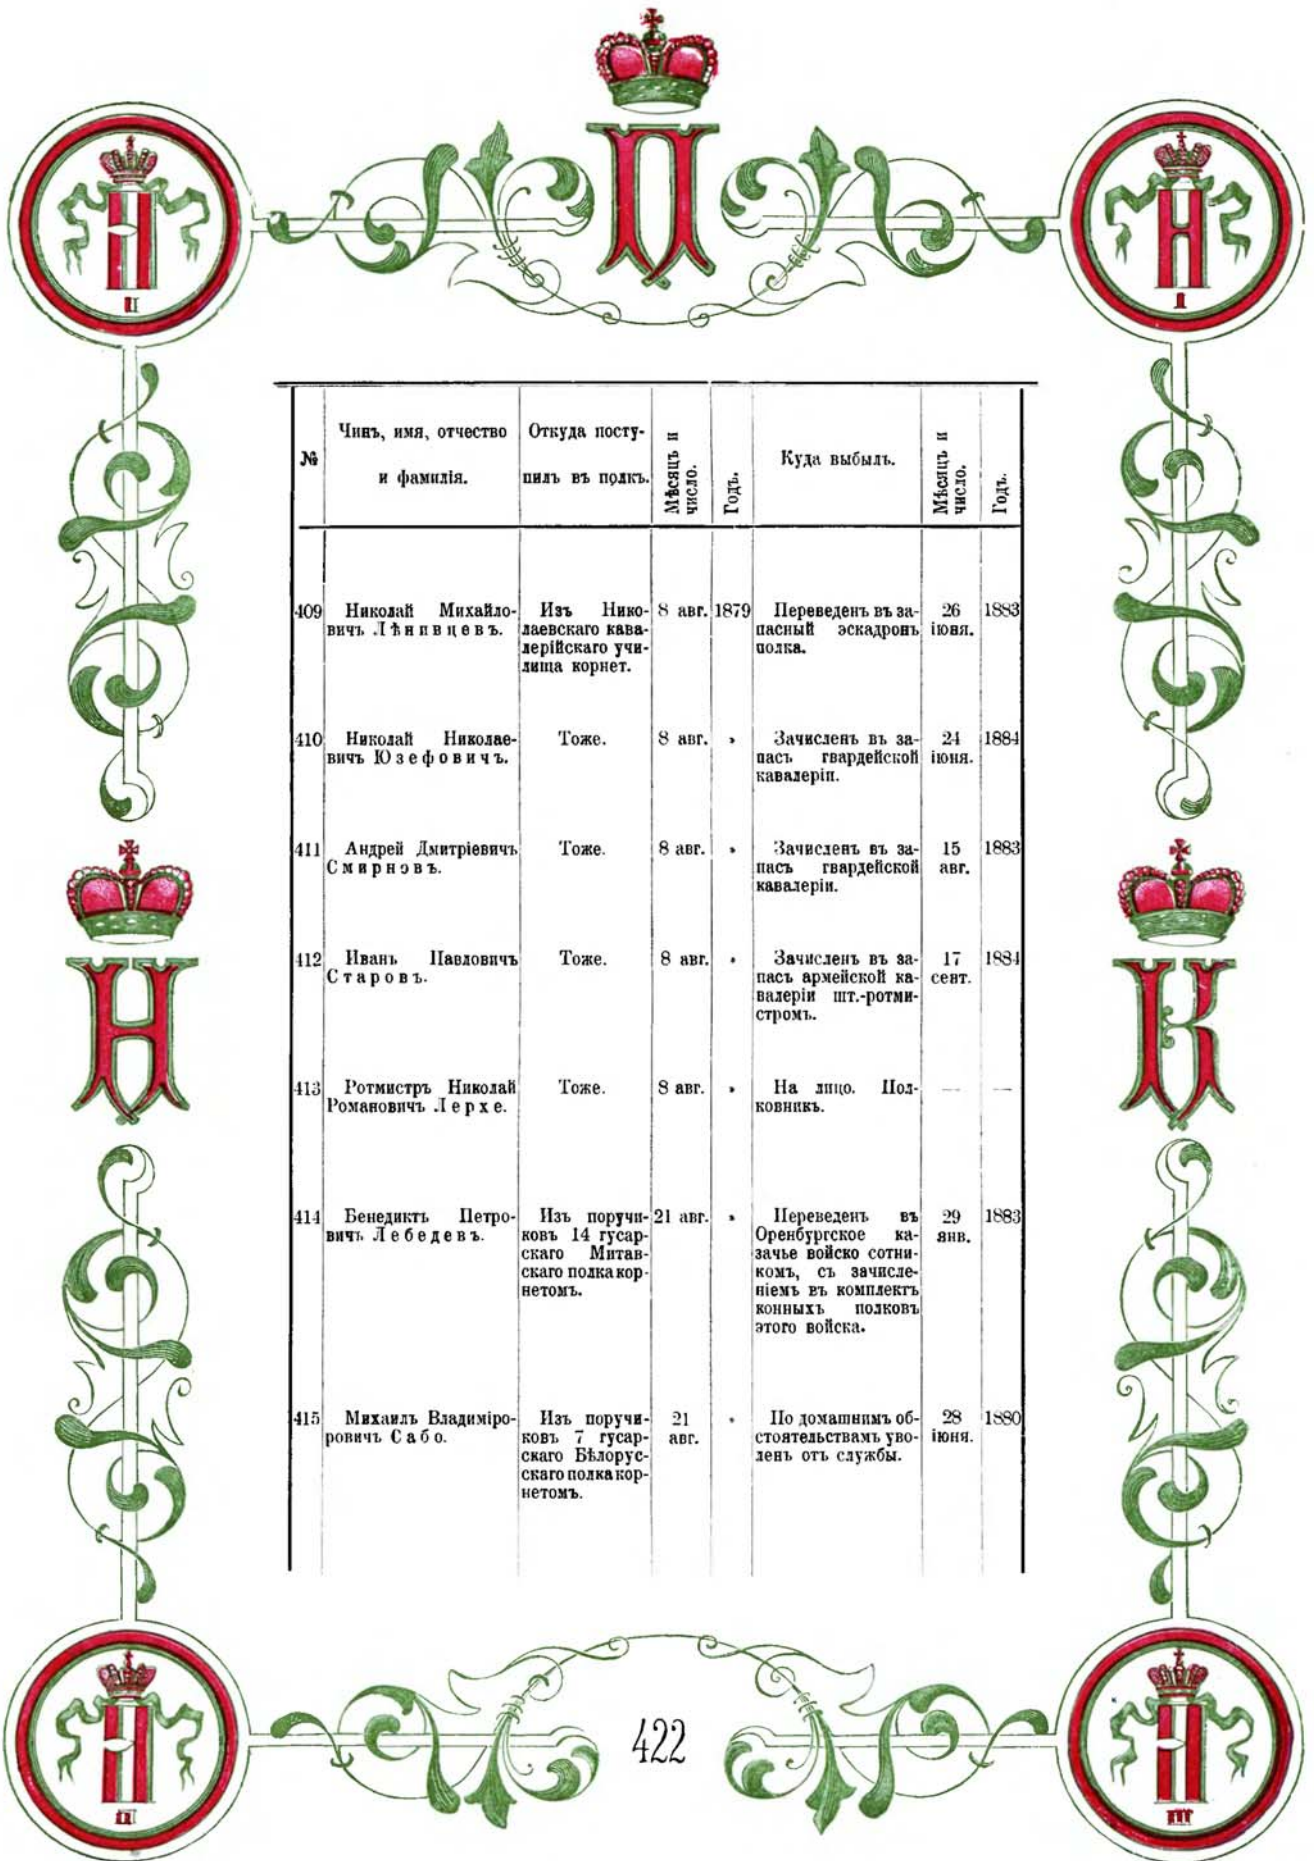 П
II
I
№
Чинъ, имя, отчество
и фамилія.
Откуда посту-
пилъ въ полкъ.
Мѣсяцъ и
число.
Годъ.
Куда выбылъ.
Мѣсяцъ и
число.
Годъ.
409
Николай Михайло-
вичъ Лѣнивцевъ.
Изъ Нико-
лаевскаго кава-
лерійскаго учи-
лища корнет.
8 авг.
1879
Переведенъ въ за-
пасный эскадронъ
полка.
26
іюня.
1883
410
Николай Николае-
вичъ Юзефовичъ.
Тоже.
8 авг.
»
Зачисленъ въ за-
пасъ гвардейской
кавалеріи.
24
іюня.
1884
411
Андрей Дмитріевичъ
Смирновъ.
Тоже.
8 авг.
»
Зачисленъ въ за-
пасъ гвардейской
кавалеріи.
15
авг.
1883
412
Иванъ Павловичъ
Старовъ.
Тоже.
8 авг.
»
Зачисленъ въ за-
пасъ армейской ка-
валеріи шт.-ротми-
стромъ.
17
сент.
1884
413
Ротмистръ Николай
Романовичъ Лерхе.
Тоже.
8 авг.
»
На лицо. Пол-
ковникъ.
—
—
414
Бенедиктъ Петро-
вичъ Лебедевъ.
Изъ поручи-
ковъ 14 гусар-
скаго Митав-
скаго полка кор-
нетомъ.
21 авг.
»
Переведенъ въ
Оренбургское ка-
зачье войско сотни-
комъ, съ зачисле-
ніемъ въ комплектъ
конныхъ полковъ
этого войска.
29
янв.
1883
415
Михаилъ Владиміро-
ровичъ Сабо.
Изъ поручи-
ковъ 7 гусар-
скаго Бѣлорус-
скаго полка кор-
нетомъ.
21
авг.
»
По домашнимъ об-
стоятельствамъ уво-
ленъ отъ службы.
28
іюня.
1880
Н
К
III
422